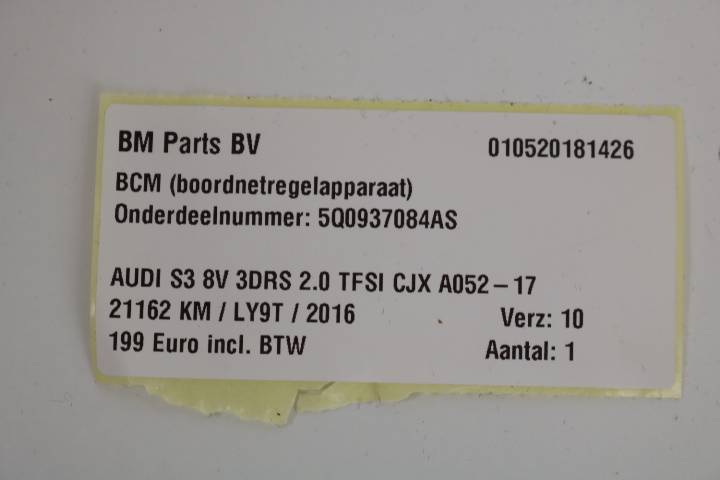 BM Parts BV 010520181426
BCM (boordnetregelapparaat)
Onderdeelnummer: 5Q0937084AS
AUDI S3 8V 3DRS 2.0 TFSI CJX A052-17
21162 KM / LY9T / 2016 Verz: 10
199 Euro incl. BTW Aantal: 1